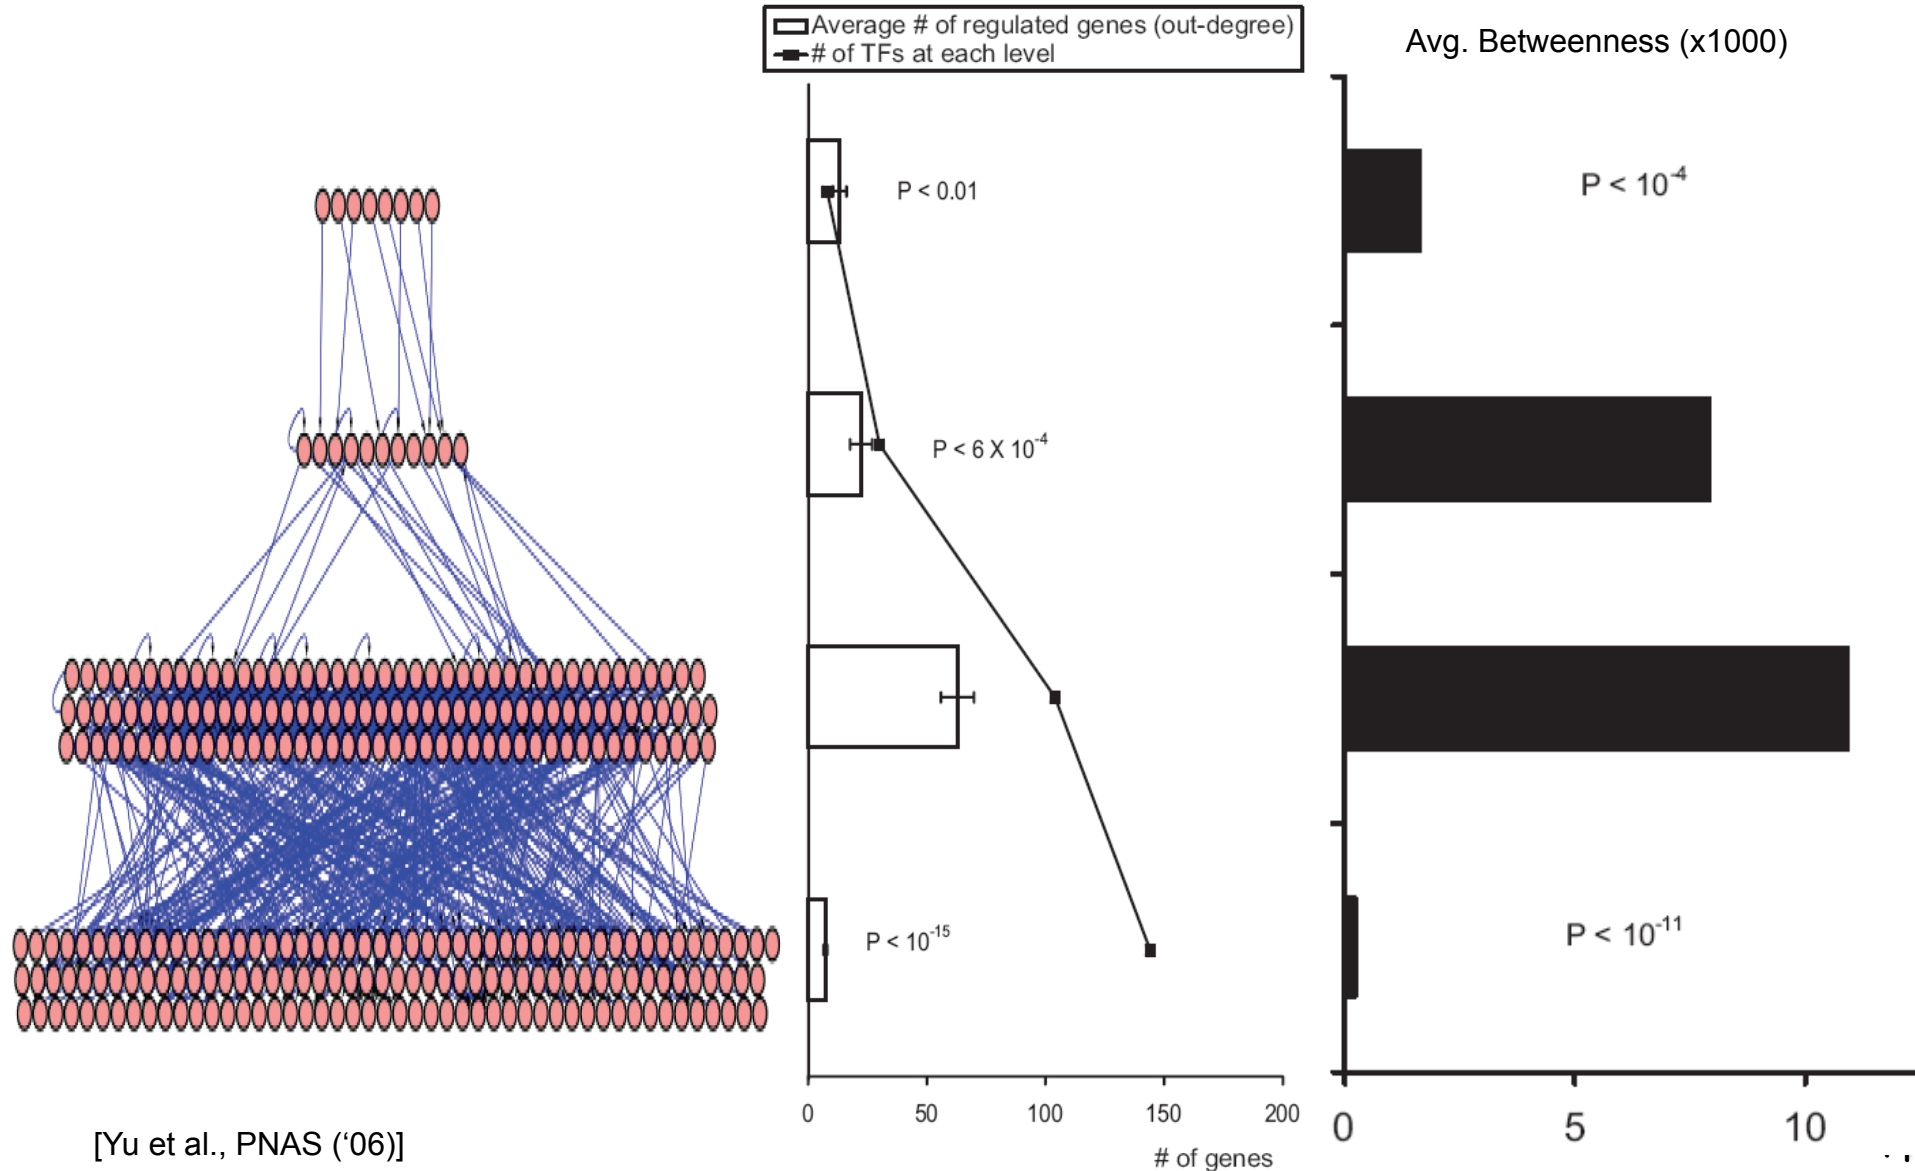 Average # of regulated genes (out-degree)
# of TFs at each level
Avg. Betweenness (x1000)
P < 0.01
P < 10⁻⁴
P < 6 X 10⁻⁴
P < 10⁻¹⁵
P < 10⁻¹¹
0 50 100 150 200
# of genes
0 5 10
[Yu et al., PNAS (‘06)]